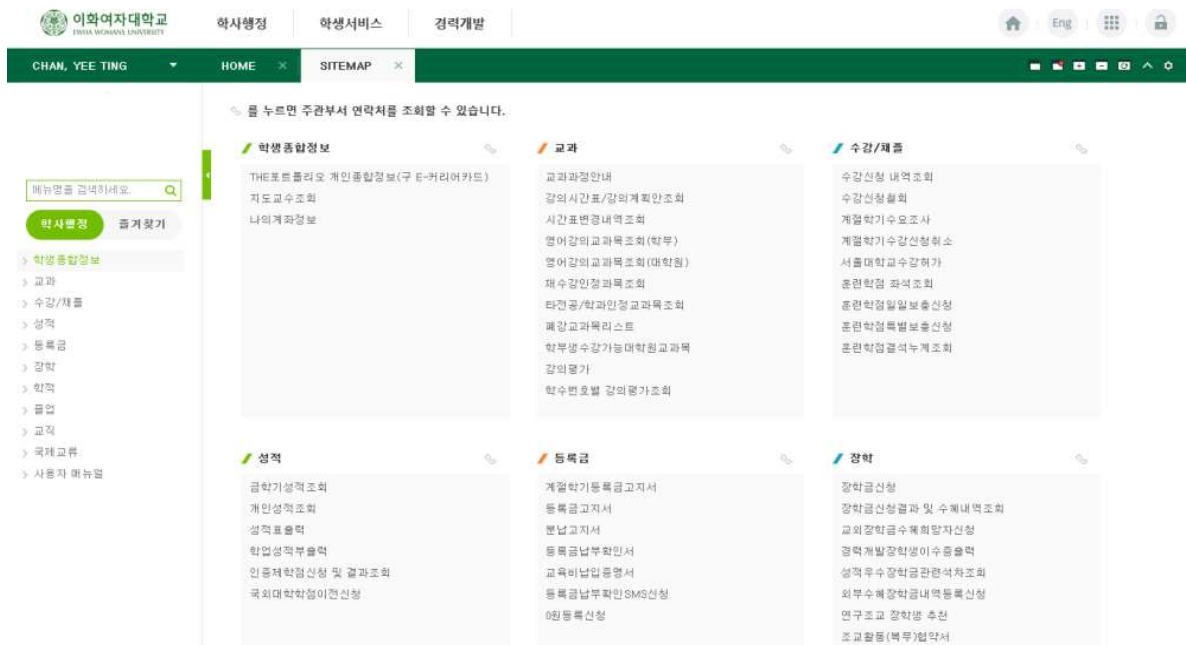 이화여자대학교
EWHA WOMANS UNIVERSITY
학사행정
학생서비스
경력개발
Eng
CHAN, YEE TING
HOME
SITEMAP
를 누르면 주관부서 연락처를 조회할 수 있습니다.
메뉴명을 검색하세요.
학사행정
즐겨찾기
학생종합정보
교과
수강/채플
성적
등록금
장학
학적
졸업
교직
국제교류
사용자 매뉴얼
학생종합정보
THE포트폴리오 개인종합정보(구 E-커리어카드)
지도교수조회
나의계좌정보
교과
교과과정안내
강의시간표/강의계획안조회
시간표변경내역조회
영어강의교과목조회(학부)
영어강의교과목조회(대학원)
재수강인정과목조회
타전공/학과인정교과목조회
폐강교과목리스트
학부생수강가능대학원교과목
강의평가
학수번호별 강의평가조회
수강/채플
수강신청 내역조회
수강신청철회
계절학기수요조사
계절학기수강신청취소
서울대학교수강허가
훈련학점 좌석조회
훈련학점일일보충신청
훈련학점특별보충신청
훈련학점결석누계조회
성적
금학기성적조회
개인성적조회
성적표출력
학업성적부출력
인증제학점신청 및 결과조회
국외대학학점이전신청
등록금
계절학기등록금고지서
등록금고지서
분납고지서
등록금납부확인서
교육비납입증명서
등록금납부확인SMS신청
0원등록신청
장학
장학금신청
장학금신청결과 및 수혜내역조회
교외장학금수혜희망자신청
경력개발장학생이수증출력
성적우수장학금관련석차조회
외부수혜장학금내역등록신청
연구조교 장학생 추천
조교활동(복무)협약서